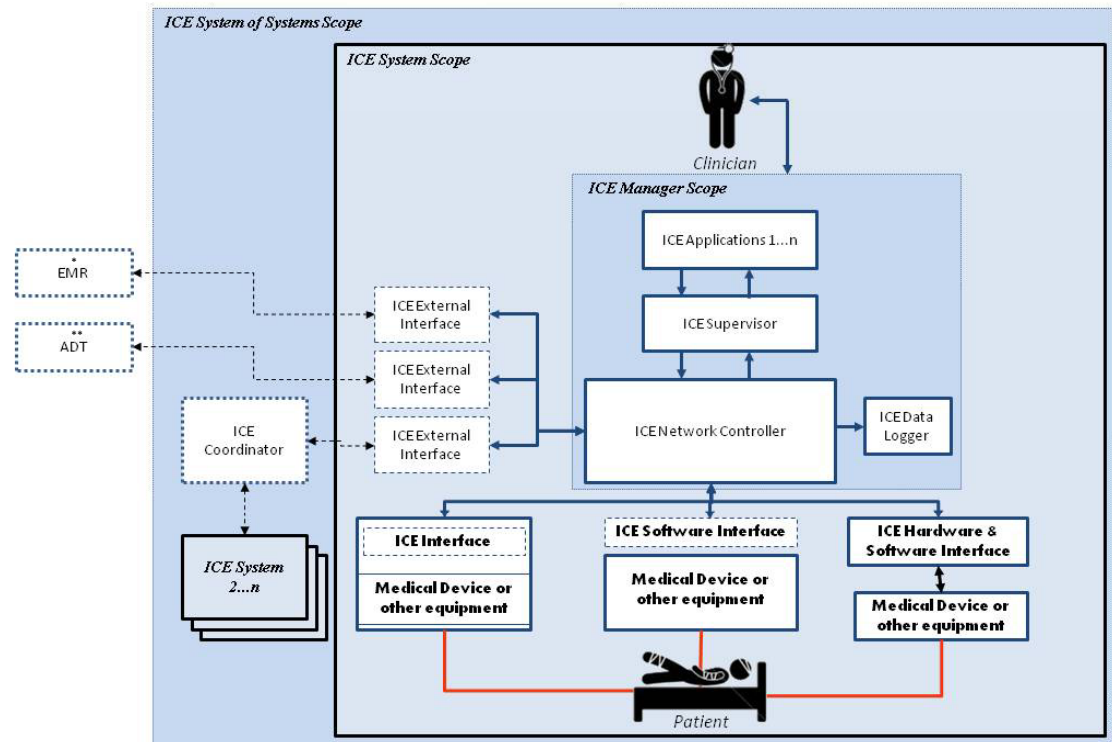 ICE System of Systems Scope
ICE System Scope
Clinician
ICE Manager Scope
ICE Applications 1...n
*
EMR
ICE External
Interface
ICE Supervisor
**
ADT
ICE External
Interface
ICE
Coordinator
ICE External
Interface
ICE Network Controller
ICE Data
Logger
ICE Interface
Medical Device or
other equipment
ICE Software Interface
Medical Device or
other equipment
ICE Hardware &
Software Interface
Medical Device or
other equipment
ICE System
2...n
Patient